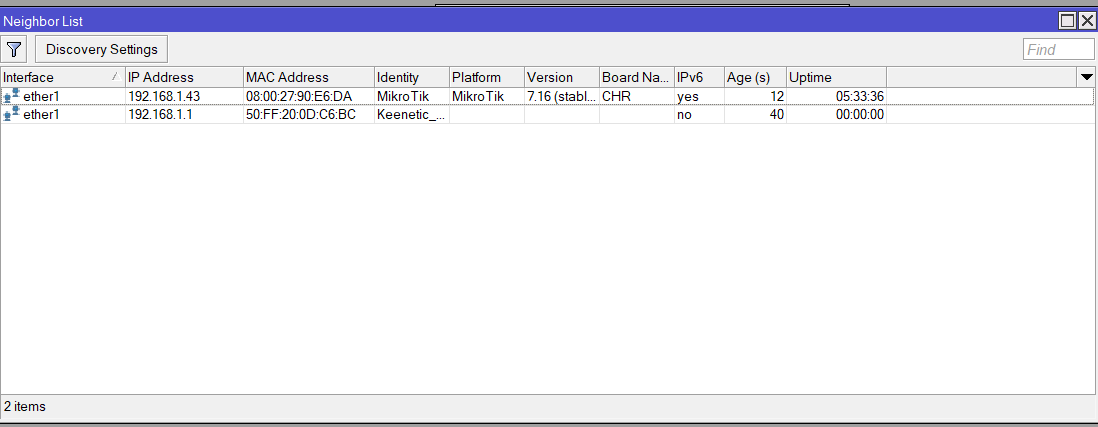 Neighbor List
Discovery Settings
Find
Interface IP Address MAC Address Identity Platform Version Board Na... IPv6 Age (s) Uptime
ether1 192.168.1.43 08:00:27:90:E6:DA MikroTik MikroTik 7.16 (stabl... CHR yes 12 05:33:36
ether1 192.168.1.1 50:FF:20:0D:C6:BC Keenetic_... no 40 00:00:00
2 items